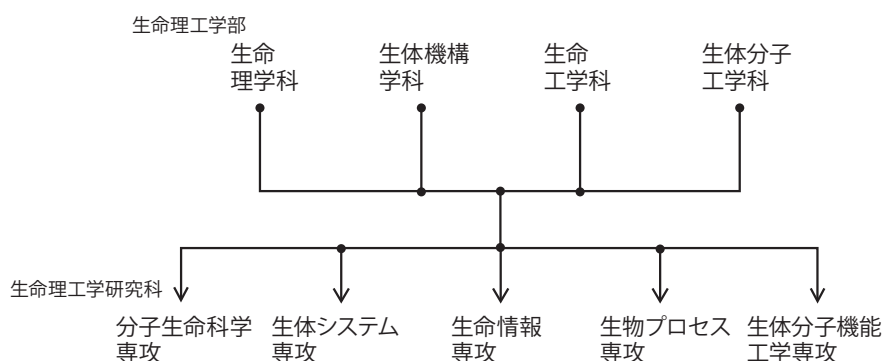 生命理工学部
生命
理学科
生体機構
学科
生命
工学科
生体分子
工学科
生命理工学研究科
分子生命科学
専攻
生体システム
専攻
生命情報
専攻
生物プロセス
専攻
生体分子機能
工学専攻